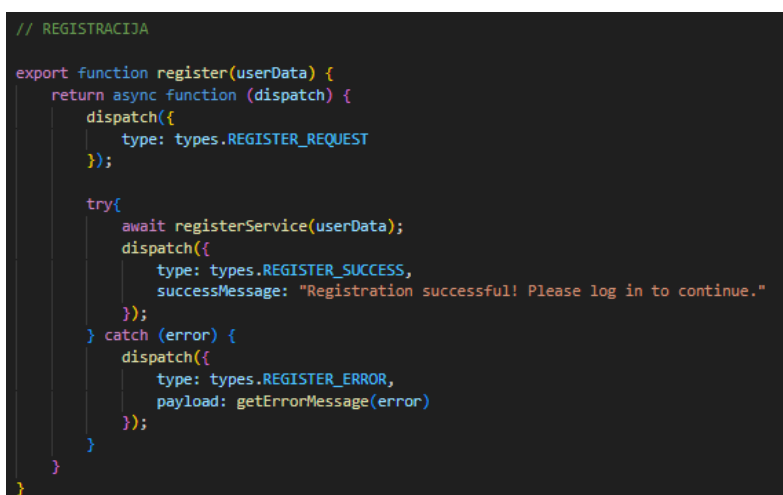 // REGISTRACIJA
export function register(userData) {
    return async function (dispatch) {
        dispatch({
            type: types.REGISTER_REQUEST
        });
        try{
            await registerService(userData);
            dispatch({
                type: types.REGISTER_SUCCESS,
                successMessage: "Registration successful! Please log in to continue."
            });
        } catch (error) {
            dispatch({
                type: types.REGISTER_ERROR,
                payload: getErrorMessage(error)
            });
        }
    }
}